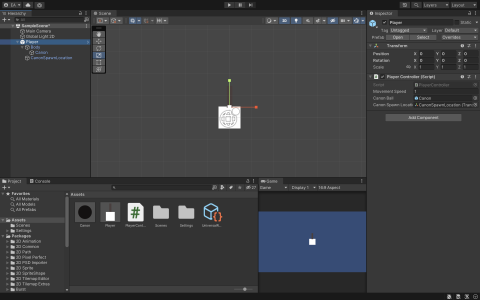 EA
Layers
Layout
Hierarchy
Scene
Inspector
All
SampleScene*
Main Camera
Global Light 2D
Player
Body
Canon
CanonSpawnLocation
Player
Static
Tag Untagged
Layer Default
Prefab
Open
Select
Overrides
Transform
Position X 0 Y 0 Z 0
Rotation X 0 Y 0 Z 0
Scale X 1 Y 1 Z 1
Player Controller (Script)
Script
PlayerController
Movement Speed 1
Canon Ball
Canon
Canon Spawn Locati
Add Component
Project
Console
Game
Favorites
All Materials
All Models
All Prefabs
Assets
Scenes
Settings
Packages
2D Animation
2D Common
2D Path
2D Pixel Perfect
2D PSD Importer
2D Sprite
2D SpriteShape
2D Tilemap Editor
2D Tilemap Extras
Burst
Assets
Canon
Player
PlayerCont...
Scenes
Settings
UniversalR...
Game
Display 1
16:9 Aspect